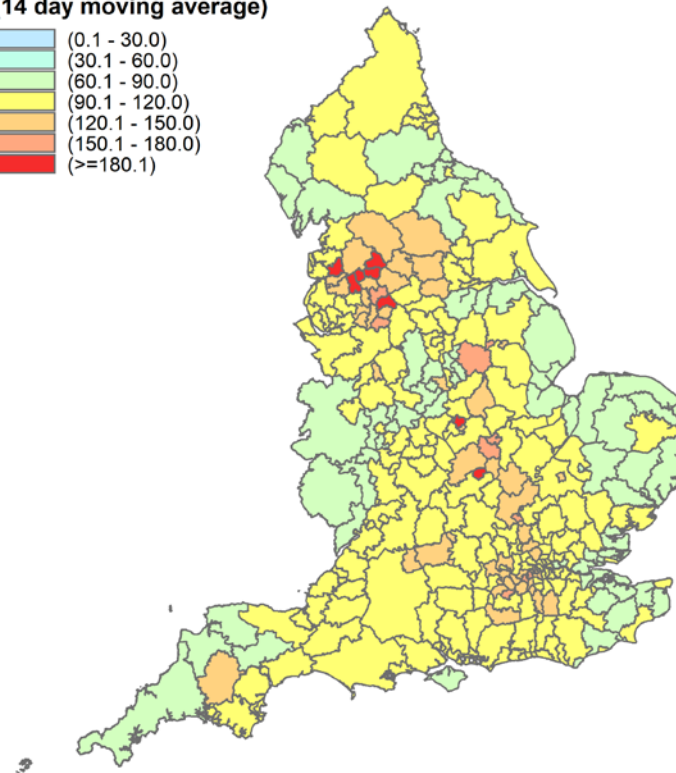 (14 day moving average)
(0.1 - 30.0)
(30.1 - 60.0)
(60.1 - 90.0)
(90.1 - 120.0)
(120.1 - 150.0)
(150.1 - 180.0)
(>=180.1)